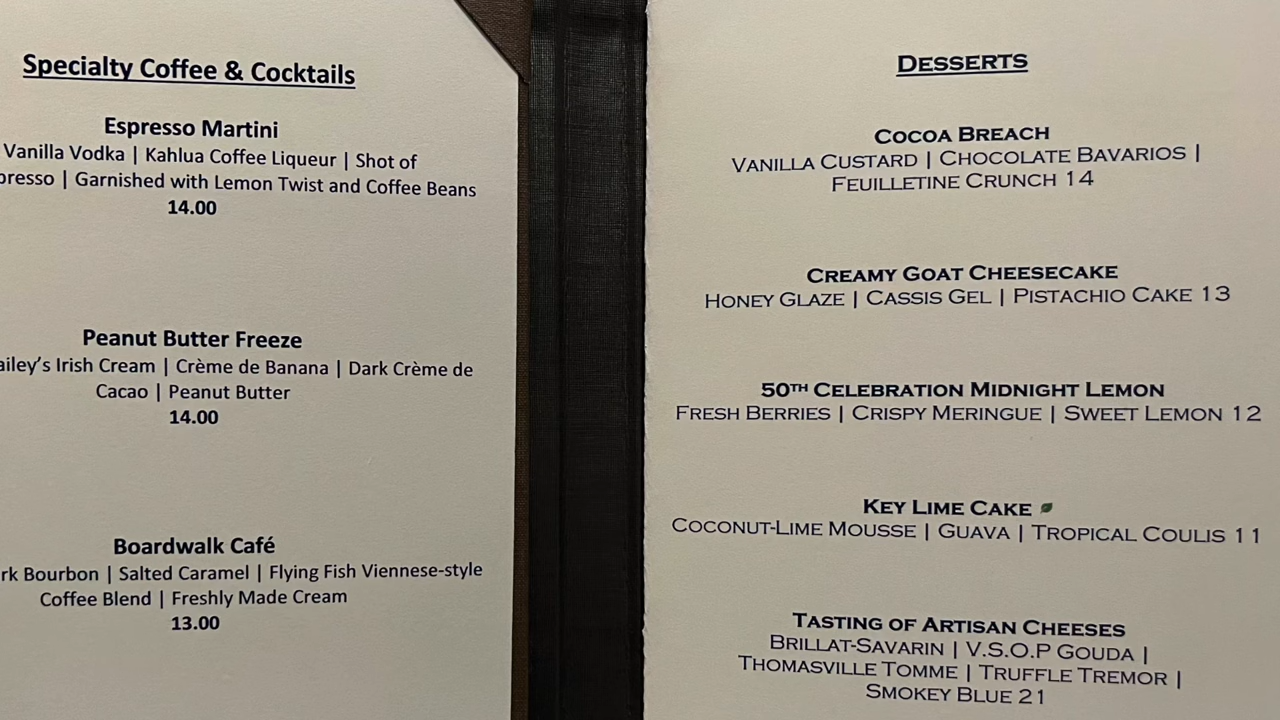 Specialty Coffee & Cocktails
Espresso Martini
Vanilla Vodka | Kahlua Coffee Liqueur | Shot of
| Garnished with Lemon Twist and Coffee Beans
14.00
Peanut Butter Freeze
Irish Cream | Crème de Banana | Dark Crème de
Cacao | Peanut Butter
14.00
Boardwalk Café
Bourbon | Salted Caramel | Flying Fish Viennese-style
Coffee Blend | Freshly Made Cream
13.00
DESSERTS
COCOA BREACH
VANILLA CUSTARD | CHOCOLATE BAVARIOS |
FEUILLETINE CRUNCH 14
CREAMY GOAT CHEESECAKE
HONEY GLAZE | CASSIS GEL | PISTACHIO CAKE 13
50TH CELEBRATION MIDNIGHT LEMON
FRESH BERRIES | CRISPY MERINGUE | SWEET LEMON 12
KEY LIME CAKE
COCONUT-LIME MOUSSE | GUAVA | TROPICAL COULIS 11
TASTING OF ARTISAN CHEESES
BRILLAT-SAVARIN | V.S.O.P GOUDA |
THOMASVILLE TOMME | TRUFFLE TREMOR |
SMOKEY BLUE 21